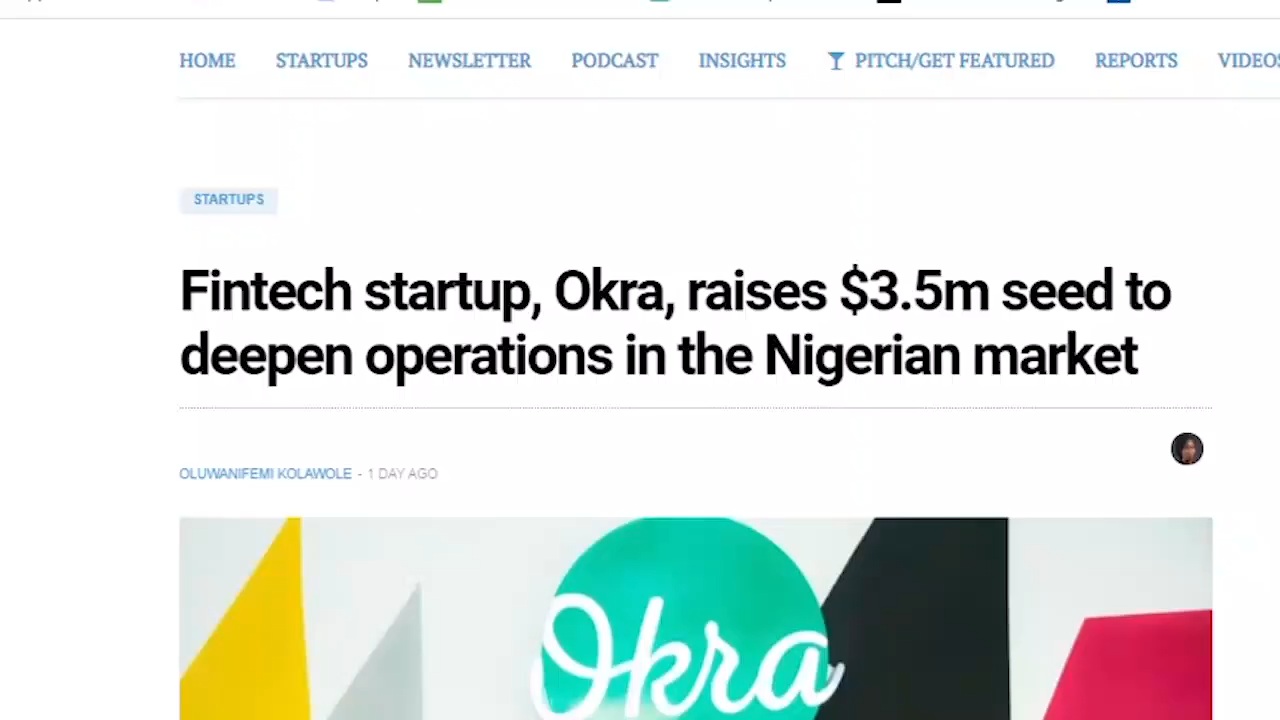 HOME STARTUPS NEWSLETTER PODCAST INSIGHTS PITCH/GET FEATURED REPORTS VIDEOS
STARTUPS
Fintech startup, Okra, raises $3.5m seed to
deepen operations in the Nigerian market
OLUWANIFEMI KOLAWOLE - 1 DAY AGO
Okra